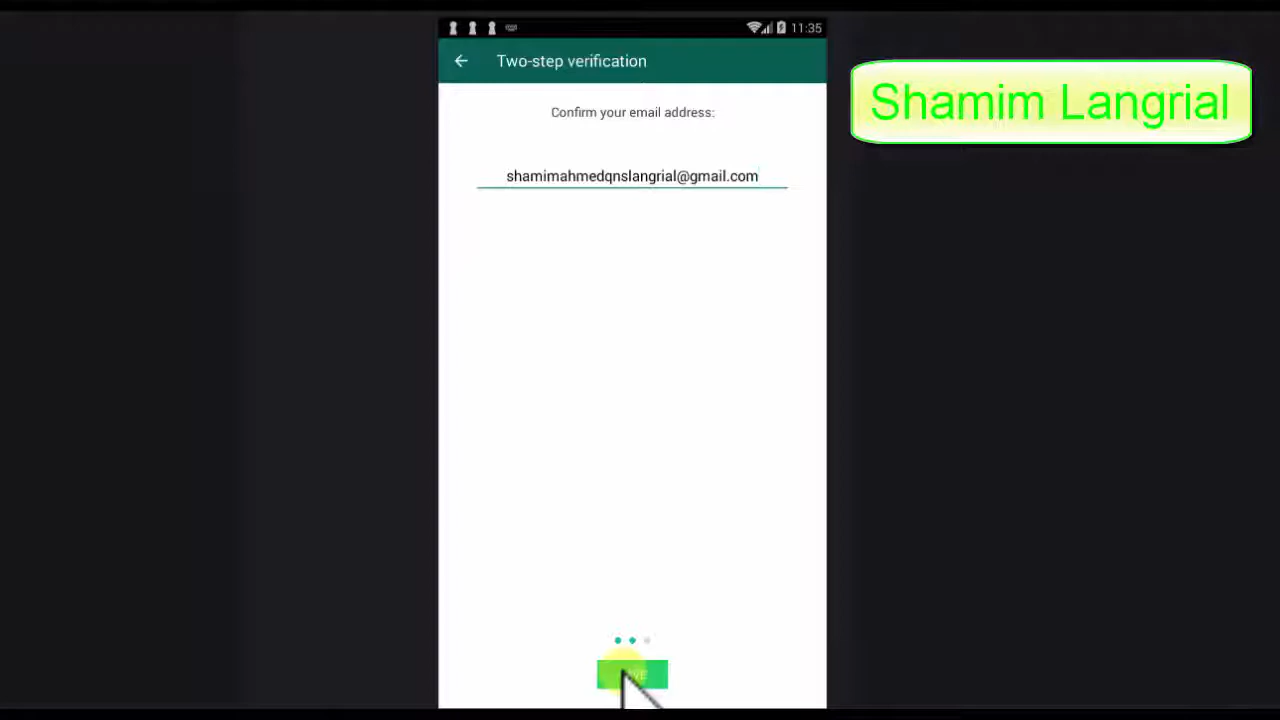 11:35
Two-step verification
Shamim Langrial
Confirm your email address:
shamimahmedqnslangrial@gmail.com